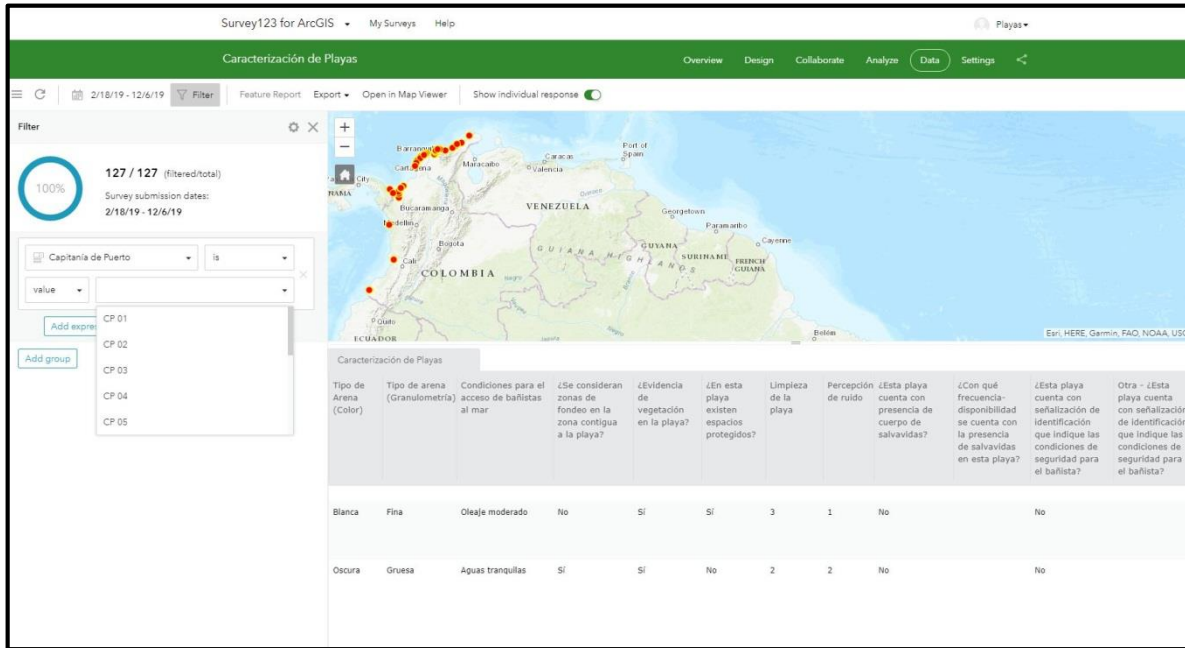 Survey123 for ArcGIS My Surveys Help Playas
Caracterización de Playas Overview Design Collaborate Analyze Data Settings
2/18/19 - 12/6/19 Filter Feature Report Export Open in Map Viewer Show individual response
Filter
100%
127 / 127 (filtered/total)
Survey submission dates:
2/18/19 - 12/6/19
Capitanía de Puerto is
value
CP 01
CP 02
CP 03
CP 04
CP 05
Add expre
Add group
+
−
Port of
Spain
Caracas
Maracaibo
Valencia
City
Bucaramanga
VENEZUELA
Georgetown
Paramaribo
Bogota
GUIANA HIGHLANDS
GUYANA
SURINAME
FRENCH
GUIANA
Cayenne
Cali
COLOMBIA
Quito
ECUADOR
Belém
Esri, HERE, Garmin, FAO, NOAA, USG
Caracterización de Playas
Tipo de
Arena
(Color)
Tipo de arena
(Granulometría)
Condiciones para el
acceso de bañistas
al mar
¿Se consideran
zonas de
fondeo en la
zona contigua
a la playa?
¿Evidencia
de
vegetación
en la playa?
¿En esta
playa
existen
espacios
protegidos?
Limpieza
de la
playa
Percepción
de ruido
¿Esta playa
cuenta con
presencia de
cuerpo de
salvavidas?
¿Con qué
frecuencia-
disponibilidad
se cuenta con
la presencia
de salvavidas
en esta playa?
¿Esta playa
cuenta con
señalización de
identificación
que indique las
condiciones de
seguridad para
el bañista?
Otra - ¿Esta
playa cuenta
con señalización
de identificación
que indique las
condiciones de
seguridad para
el bañista?
Blanca Fina Oleaje moderado No Sí Sí 3 1 No No
Oscura Gruesa Aguas tranquilas Sí Sí No 2 2 No No